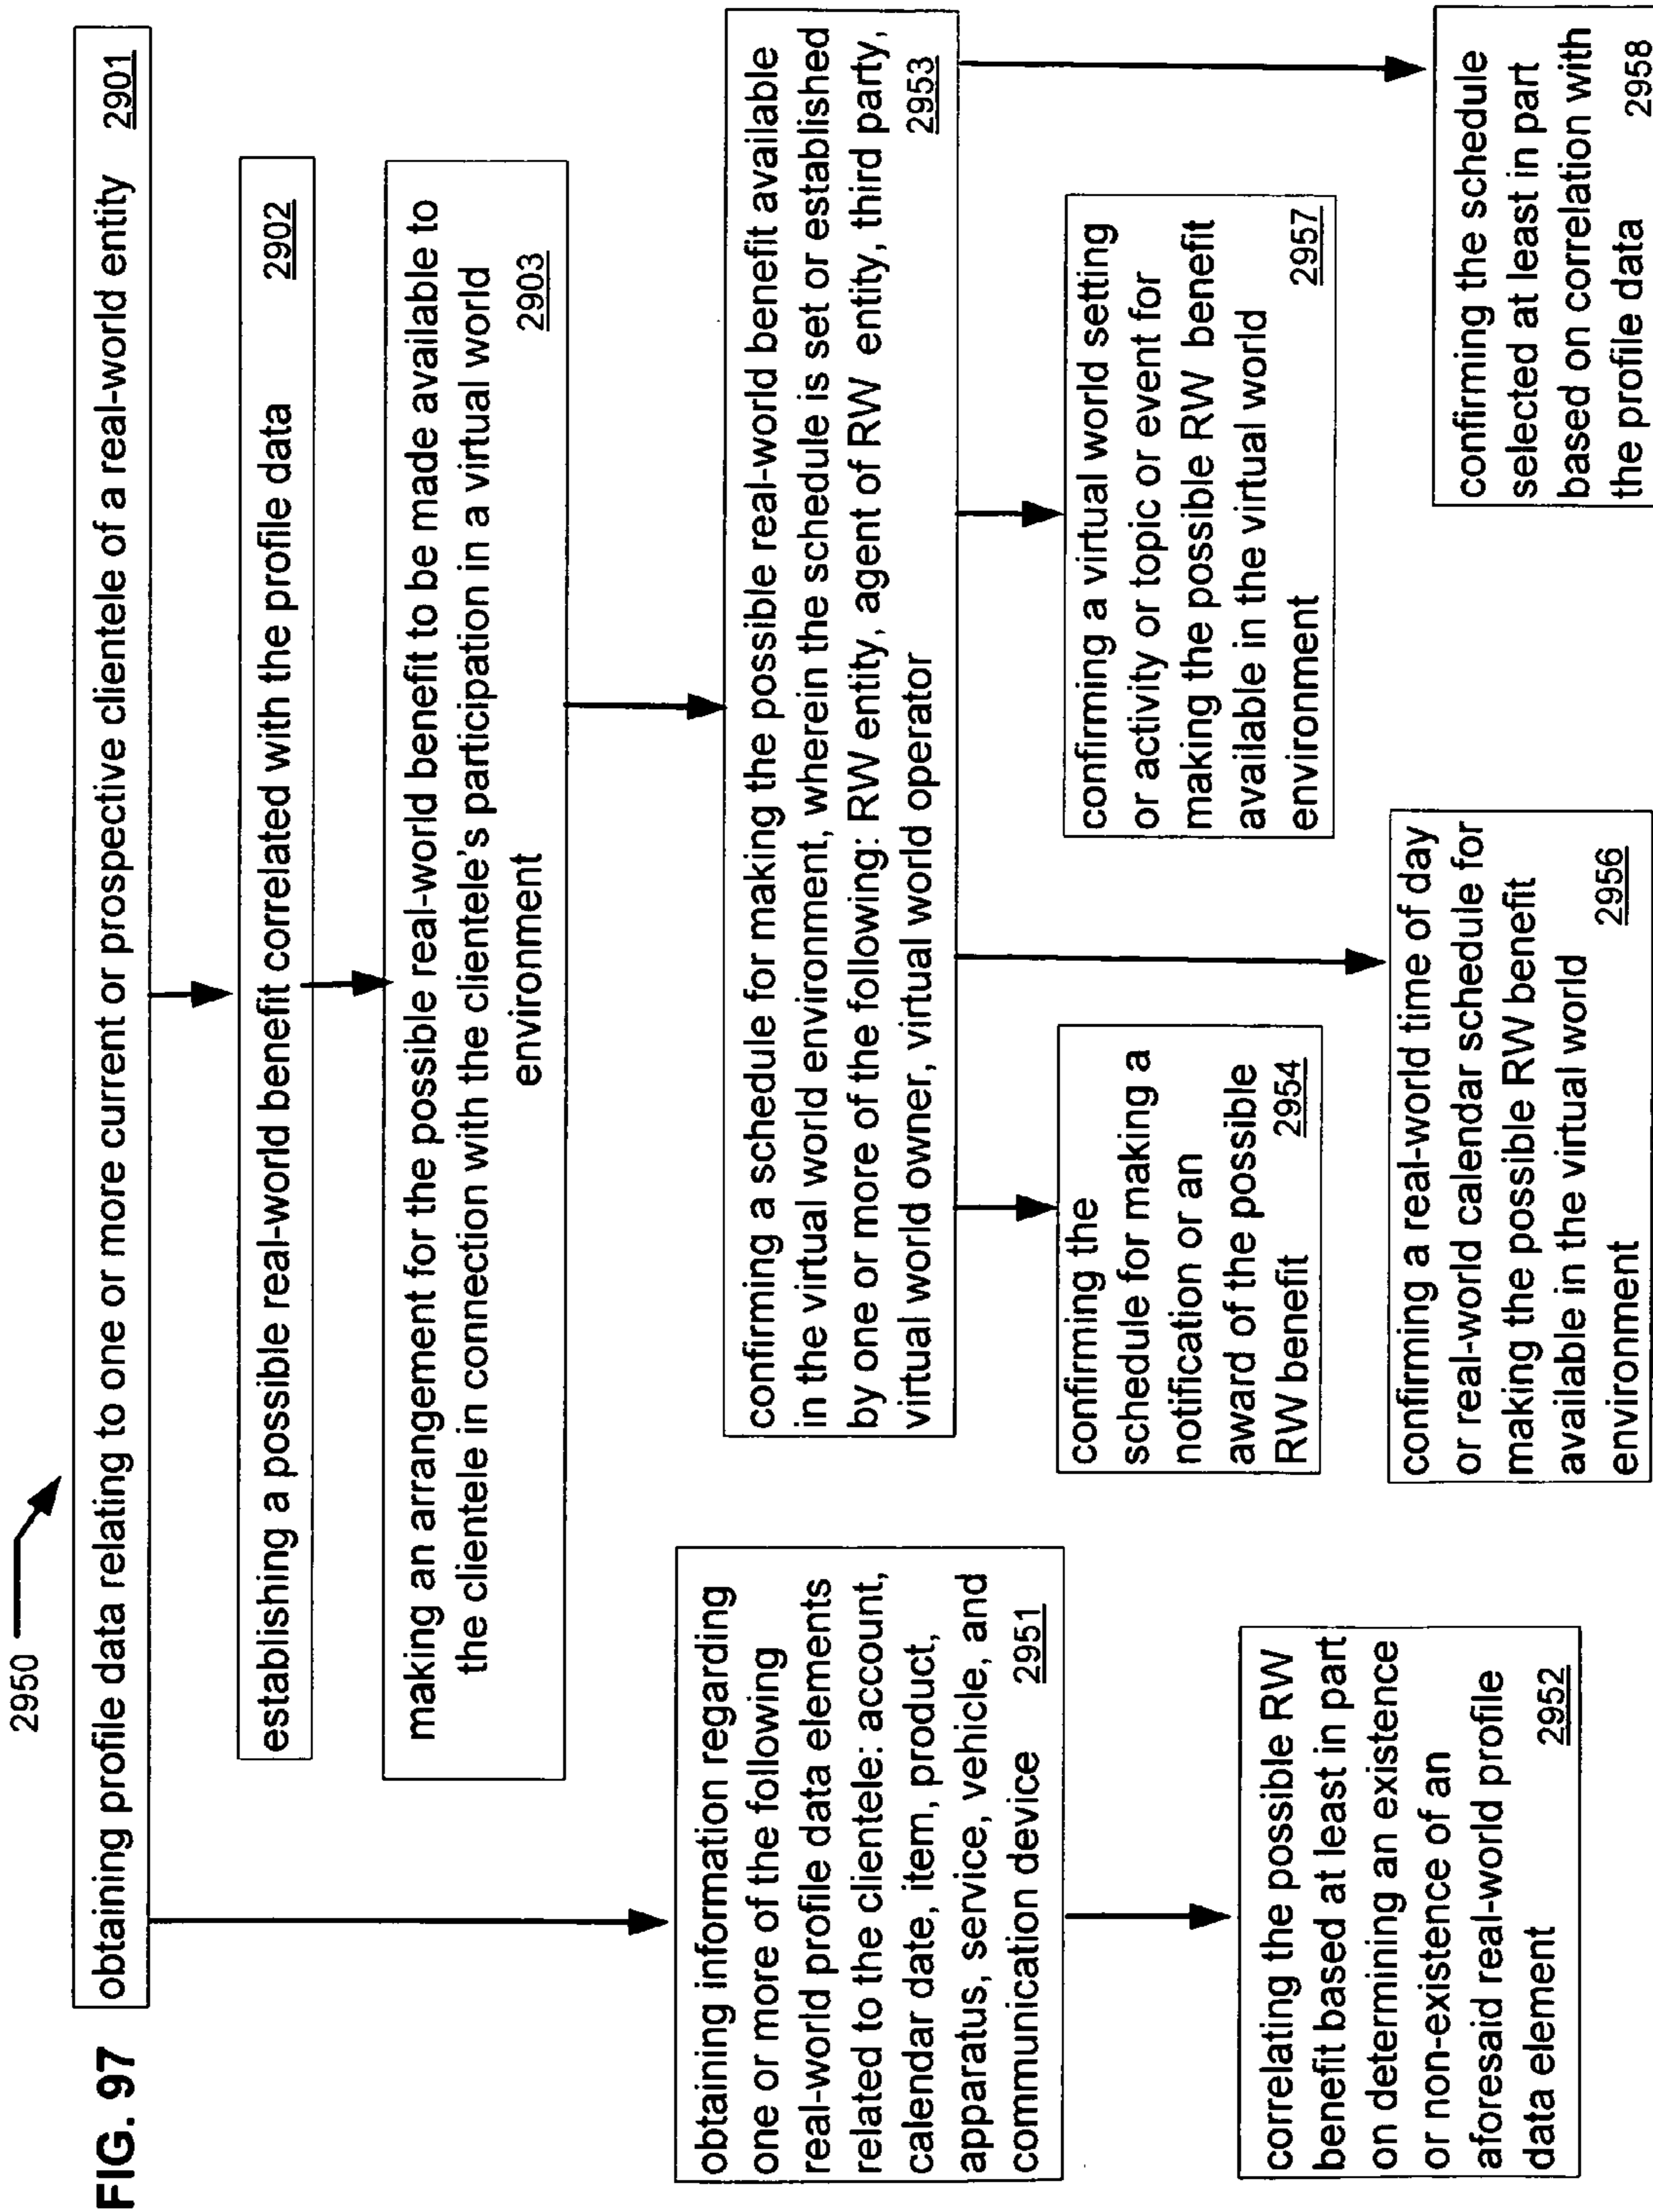 FIG. 97
2950
obtaining profile data relating to one or more current or prospective clientele of a real-world entity 2901
establishing a possible real-world benefit correlated with the profile data 2902
making an arrangement for the possible real-world benefit to be made available to
the clientele in connection with the clientele's participation in a virtual world
environment 2903
obtaining information regarding
one or more of the following
real-world profile data elements
related to the clientele: account,
calendar date, item, product,
apparatus, service, vehicle, and
communication device 2951
correlating the possible RW
benefit based at least in part
on determining an existence
or non-existence of an
aforesaid real-world profile
data element 2952
confirming a schedule for making the possible real-world benefit available
in the virtual world environment, wherein the schedule is set or established
by one or more of the following: RW entity, agent of RW entity, third party,
virtual world owner, virtual world operator 2953
confirming the
schedule for making a
notification or an
award of the possible
RW benefit 2954
confirming a real-world time of day
or real-world calendar schedule for
making the possible RW benefit
available in the virtual world
environment 2956
confirming a virtual world setting
or activity or topic or event for
making the possible RW benefit
available in the virtual world
environment 2957
confirming the schedule
selected at least in part
based on correlation with
the profile data 2958